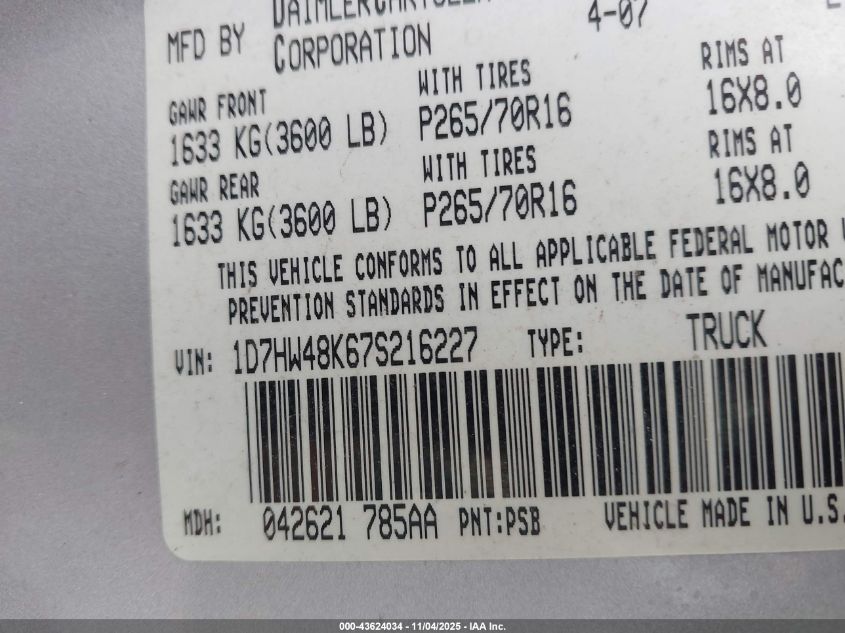 MFD BY DAIMLERCHRYSLER CORPORATION 4-07
GAWR FRONT WITH TIRES RIMS AT
1633 KG(3600 LB) P265/70R16 16X8.0
GAWR REAR WITH TIRES RIMS AT
1633 KG(3600 LB) P265/70R16 16X8.0
THIS VEHICLE CONFORMS TO ALL APPLICABLE FEDERAL MOTOR
PREVENTION STANDARDS IN EFFECT ON THE DATE OF MANUFAC
VIN: 1D7HW48K67S216227 TYPE: TRUCK
MDH: 042621 785AA PNT:PSB VEHICLE MADE IN U.S.
000-43624034 - 11/04/2025 - IAA Inc.